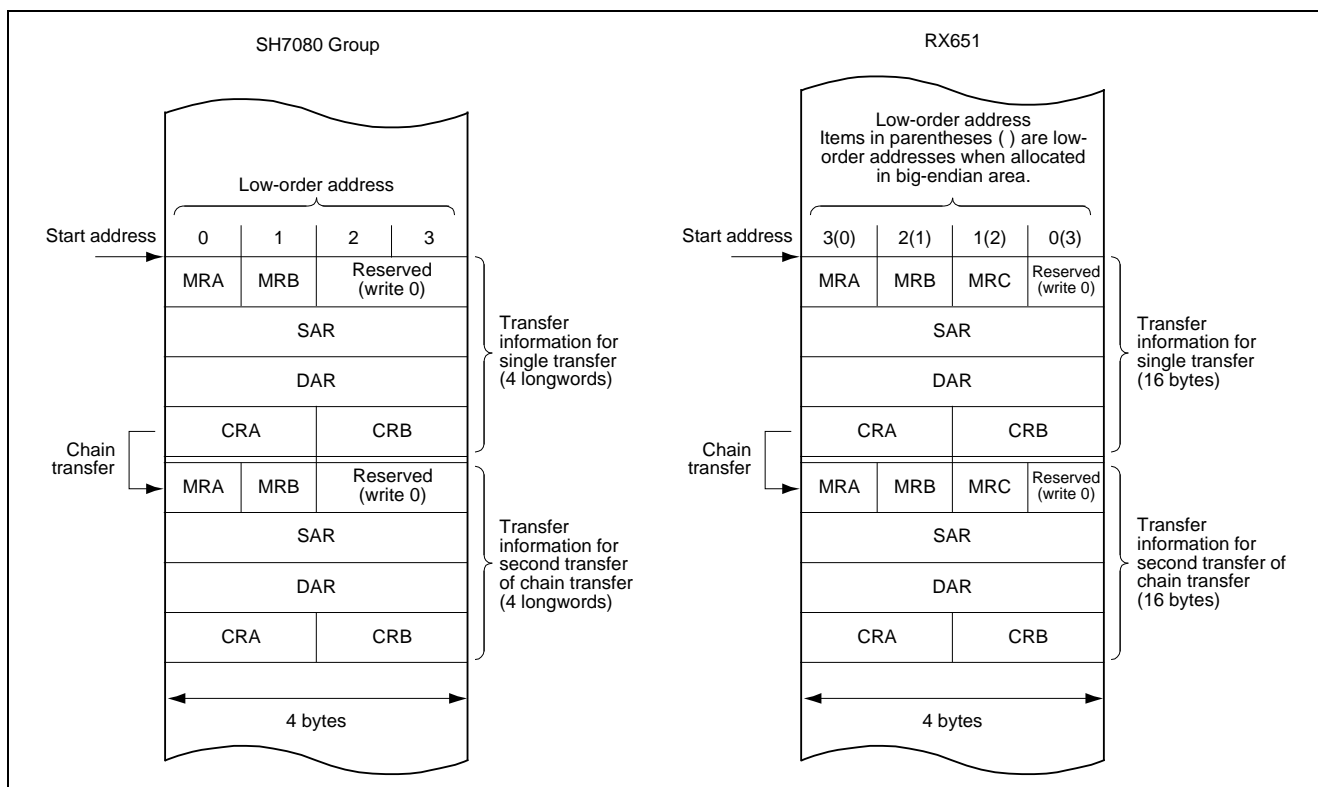 SH7080 Group
Low-order address
Start address
0 1 2 3
MRA MRB Reserved
(write 0)
SAR
DAR
CRA CRB
Transfer
information for
single transfer
(4 longwords)
Chain
transfer
MRA MRB Reserved
(write 0)
SAR
DAR
CRA CRB
Transfer
information for
second transfer
of chain transfer
(4 longwords)
4 bytes
RX651
Low-order address
Items in parentheses ( ) are low-
order addresses when allocated
in big-endian area.
Start address
3(0) 2(1) 1(2) 0(3)
MRA MRB MRC Reserved
(write 0)
SAR
DAR
CRA CRB
Transfer
information for
single transfer
(16 bytes)
Chain
transfer
MRA MRB MRC Reserved
(write 0)
SAR
DAR
CRA CRB
Transfer
information for
second transfer of
chain transfer
(16 bytes)
4 bytes